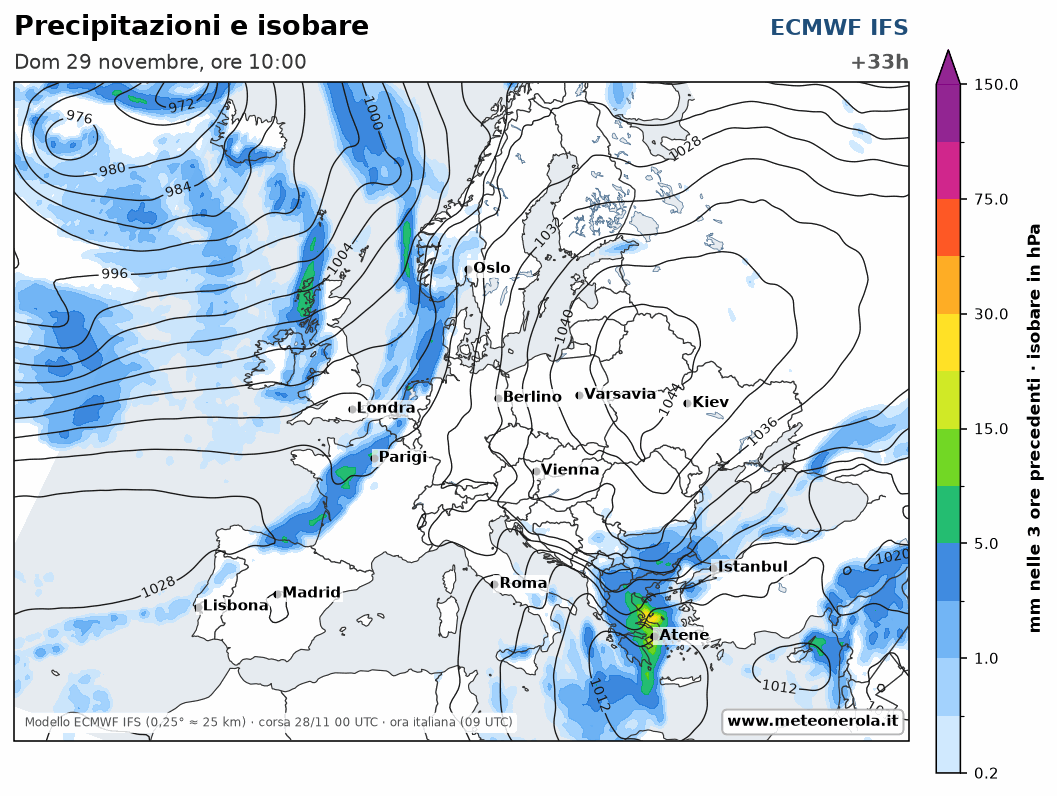 Precipitazioni e isobare
ECMWF IFS
Dom 29 novembre, ore 10:00
+33h
150.0
75.0
30.0
15.0
5.0
1.0
0.2
mm nelle 3 ore precedenti · isobare in hPa
976
972
980
984
1000
1028
1032
1004
996
Oslo
1040
Berlino
Varsavia
1044
Kiev
Londra
1036
Parigi
Vienna
1020
Istanbul
1028
Madrid
Roma
Lisbona
Atene
1012
1012
Modello ECMWF IFS (0,25° ≈ 25 km) · corsa 28/11 00 UTC · ora italiana (09 UTC)
www.meteonerola.it